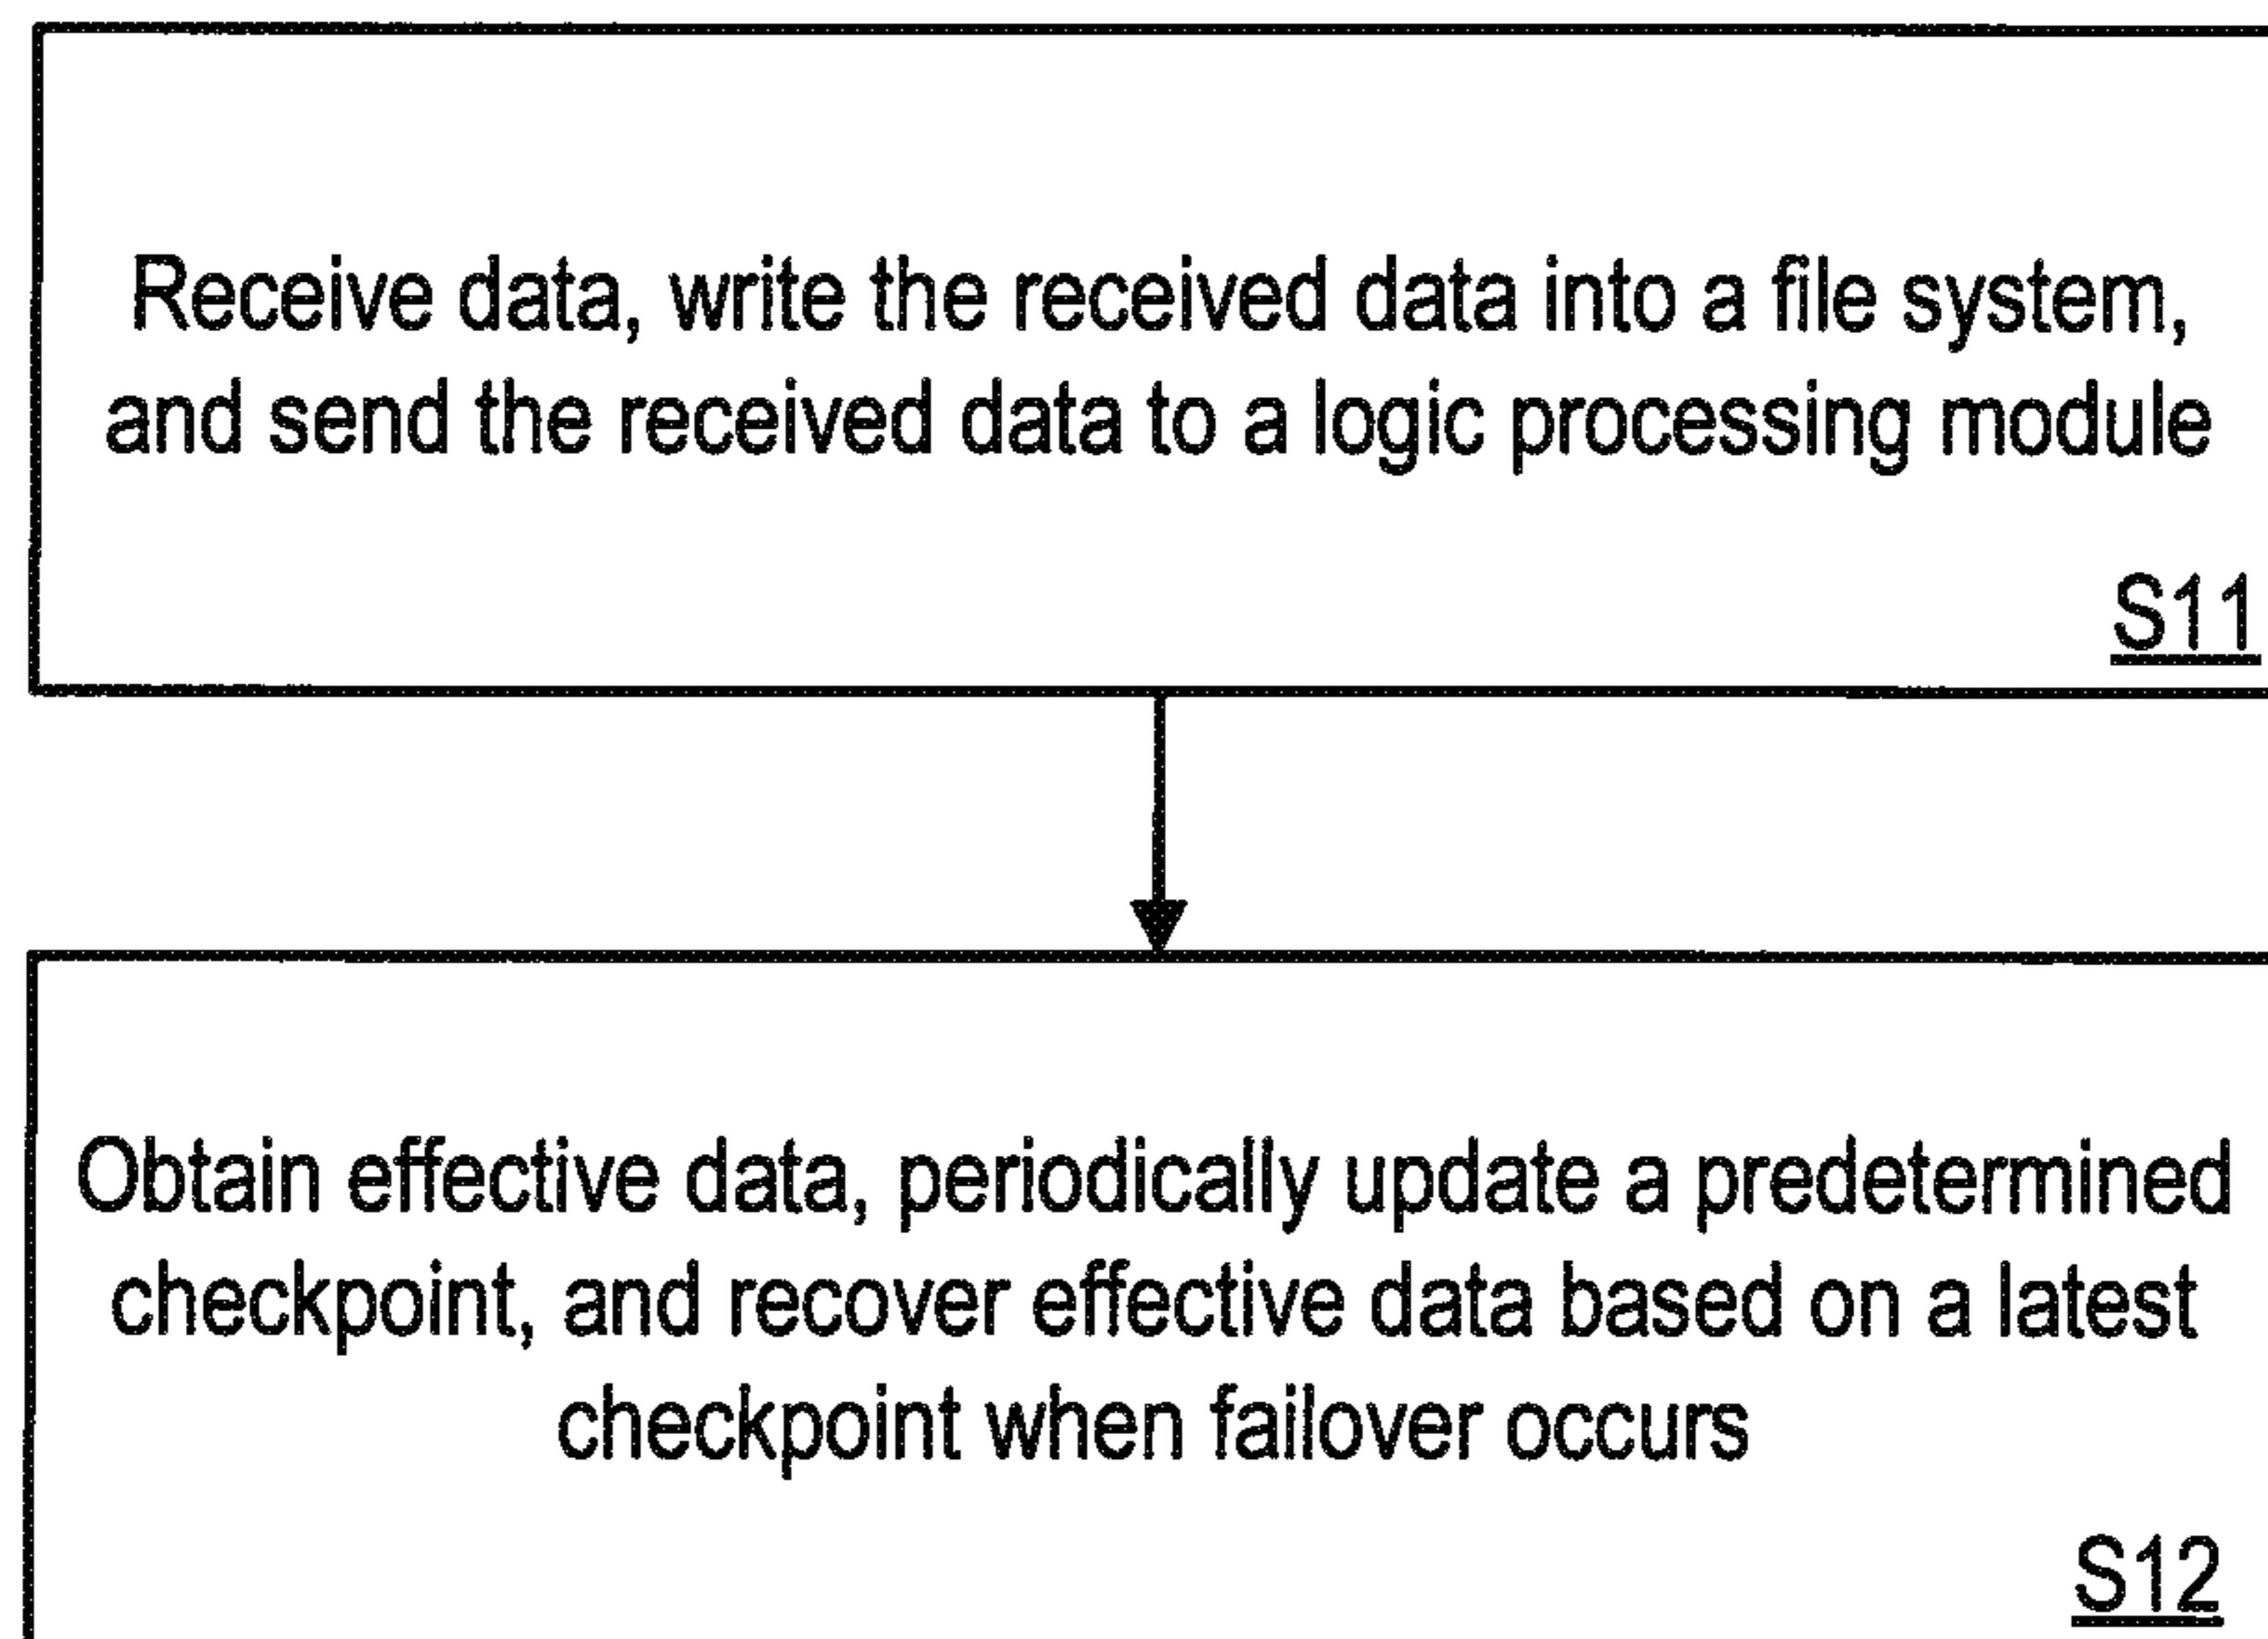 Receive data, write the received data into a file system,
and send the received data to a logic processing module
S11
Obtain effective data, periodically update a predetermined
checkpoint, and recover effective data based on a latest
checkpoint when failover occurs
S12